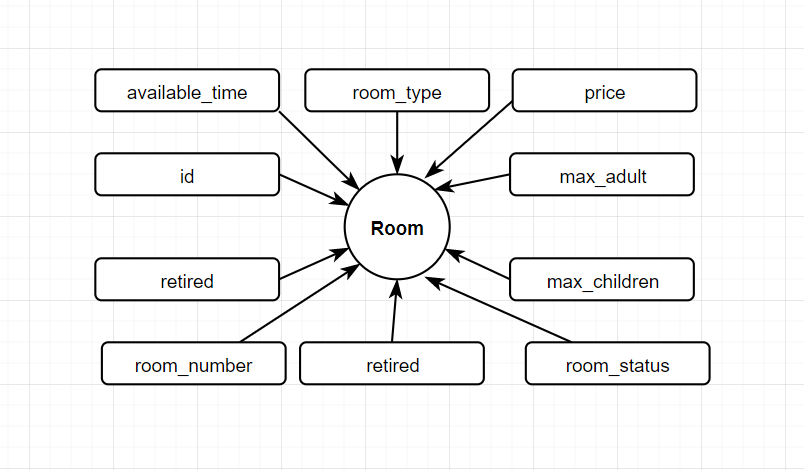 available_time
room_type
price
id
max_adult
Room
retired
max_children
room_number
retired
room_status